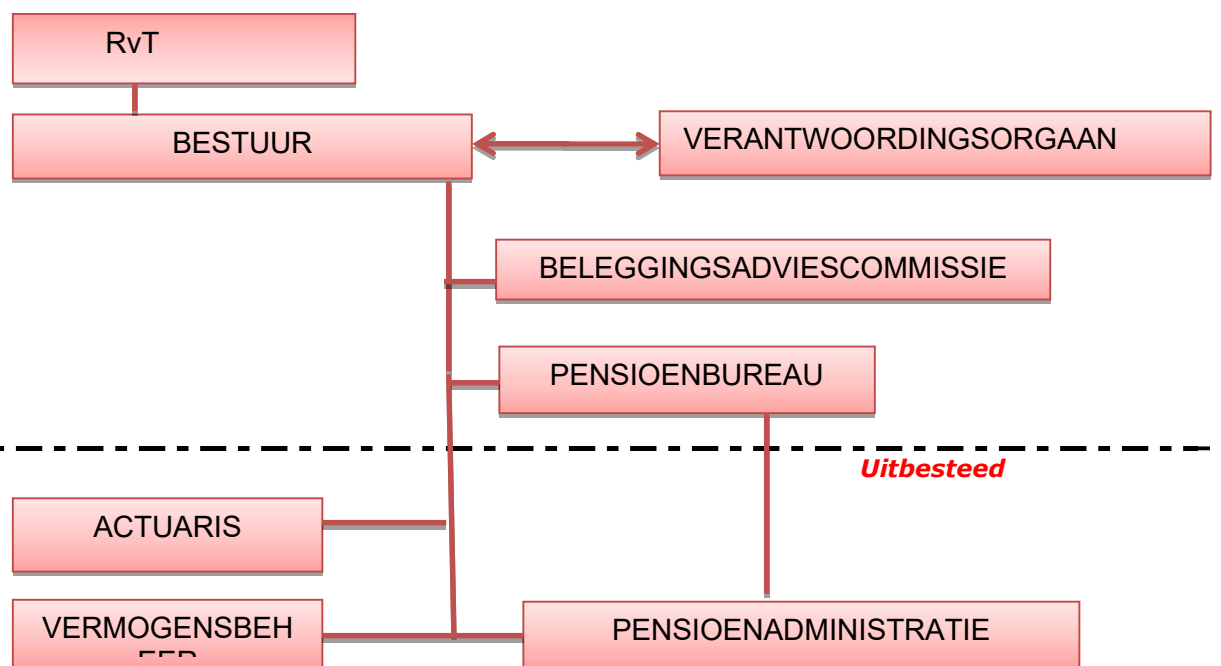 RvT
BESTUUR
VERANTWOORDINGSORGAAN
BELEGGINGSADVIESCOMMISSIE
PENSIOENBUREAU
Uitbesteed
ACTUARIS
VERMOGENSBEH
PENSIOENADMINISTRATIE